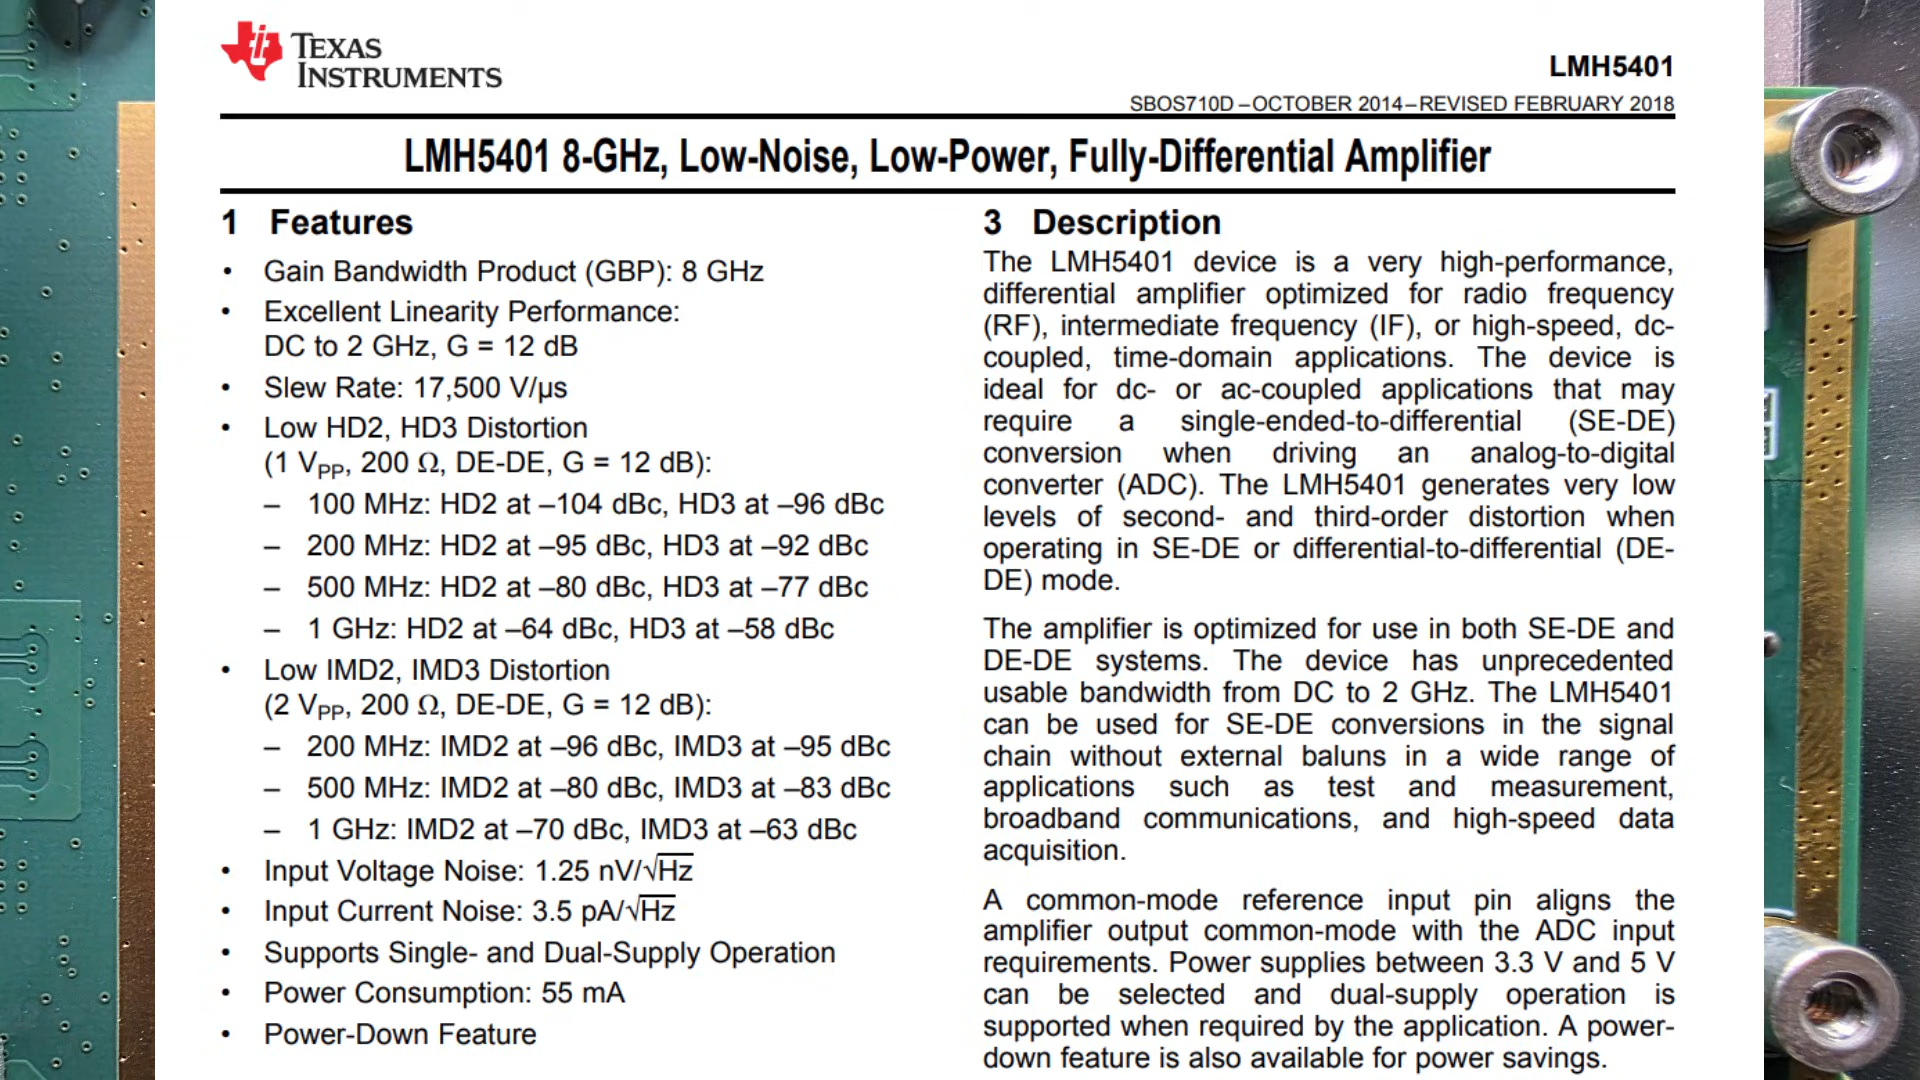 TEXAS
INSTRUMENTS
LMH5401
SBOS710D – OCTOBER 2014 – REVISED FEBRUARY 2018
LMH5401 8-GHz, Low-Noise, Low-Power, Fully-Differential Amplifier
1 Features
• Gain Bandwidth Product (GBP): 8 GHz
• Excellent Linearity Performance:
DC to 2 GHz, G = 12 dB
• Slew Rate: 17,500 V/µs
• Low HD2, HD3 Distortion
(1 VPP, 200 Ω, DE-DE, G = 12 dB):
– 100 MHz: HD2 at –104 dBc, HD3 at –96 dBc
– 200 MHz: HD2 at –95 dBc, HD3 at –92 dBc
– 500 MHz: HD2 at –80 dBc, HD3 at –77 dBc
– 1 GHz: HD2 at –64 dBc, HD3 at –58 dBc
• Low IMD2, IMD3 Distortion
(2 VPP, 200 Ω, DE-DE, G = 12 dB):
– 200 MHz: IMD2 at –96 dBc, IMD3 at –95 dBc
– 500 MHz: IMD2 at –80 dBc, IMD3 at –83 dBc
– 1 GHz: IMD2 at –70 dBc, IMD3 at –63 dBc
• Input Voltage Noise: 1.25 nV/√Hz
• Input Current Noise: 3.5 pA/√Hz
• Supports Single- and Dual-Supply Operation
• Power Consumption: 55 mA
• Power-Down Feature
3 Description
The LMH5401 device is a very high-performance,
differential amplifier optimized for radio frequency
(RF), intermediate frequency (IF), or high-speed, dc-
coupled, time-domain applications. The device is
ideal for dc- or ac-coupled applications that may
require a single-ended-to-differential (SE-DE)
conversion when driving an analog-to-digital
converter (ADC). The LMH5401 generates very low
levels of second- and third-order distortion when
operating in SE-DE or differential-to-differential (DE-
DE) mode.
The amplifier is optimized for use in both SE-DE and
DE-DE systems. The device has unprecedented
usable bandwidth from DC to 2 GHz. The LMH5401
can be used for SE-DE conversions in the signal
chain without external baluns in a wide range of
applications such as test and measurement,
broadband communications, and high-speed data
acquisition.
A common-mode reference input pin aligns the
amplifier output common-mode with the ADC input
requirements. Power supplies between 3.3 V and 5 V
can be selected and dual-supply operation is
supported when required by the application. A power-
down feature is also available for power savings.